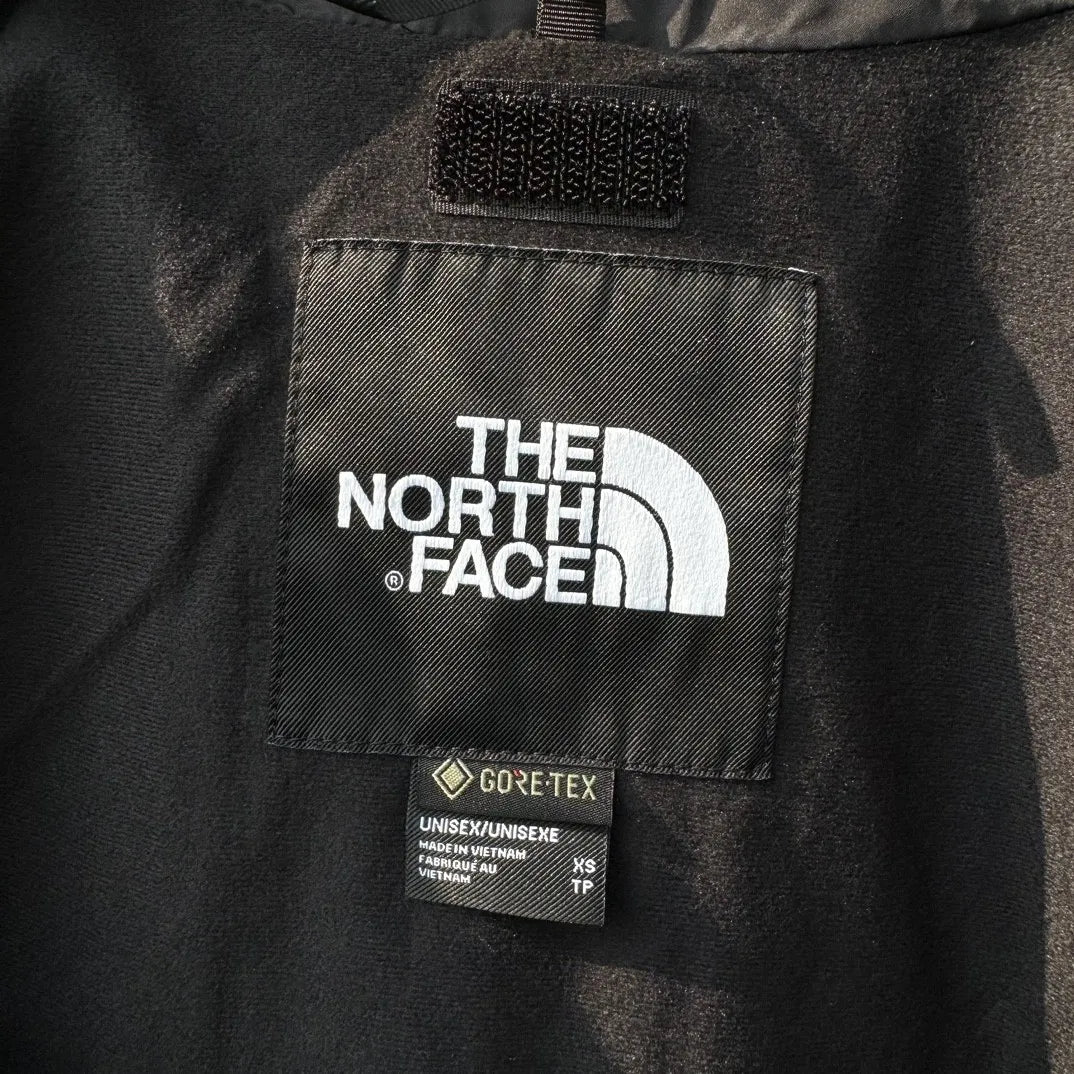 THE
NORTH
® FACE
GORE-TEX
UNISEX/UNISEXE
MADE IN VIETNAM
FABRIQUÉ AU XS
VIETNAM TP